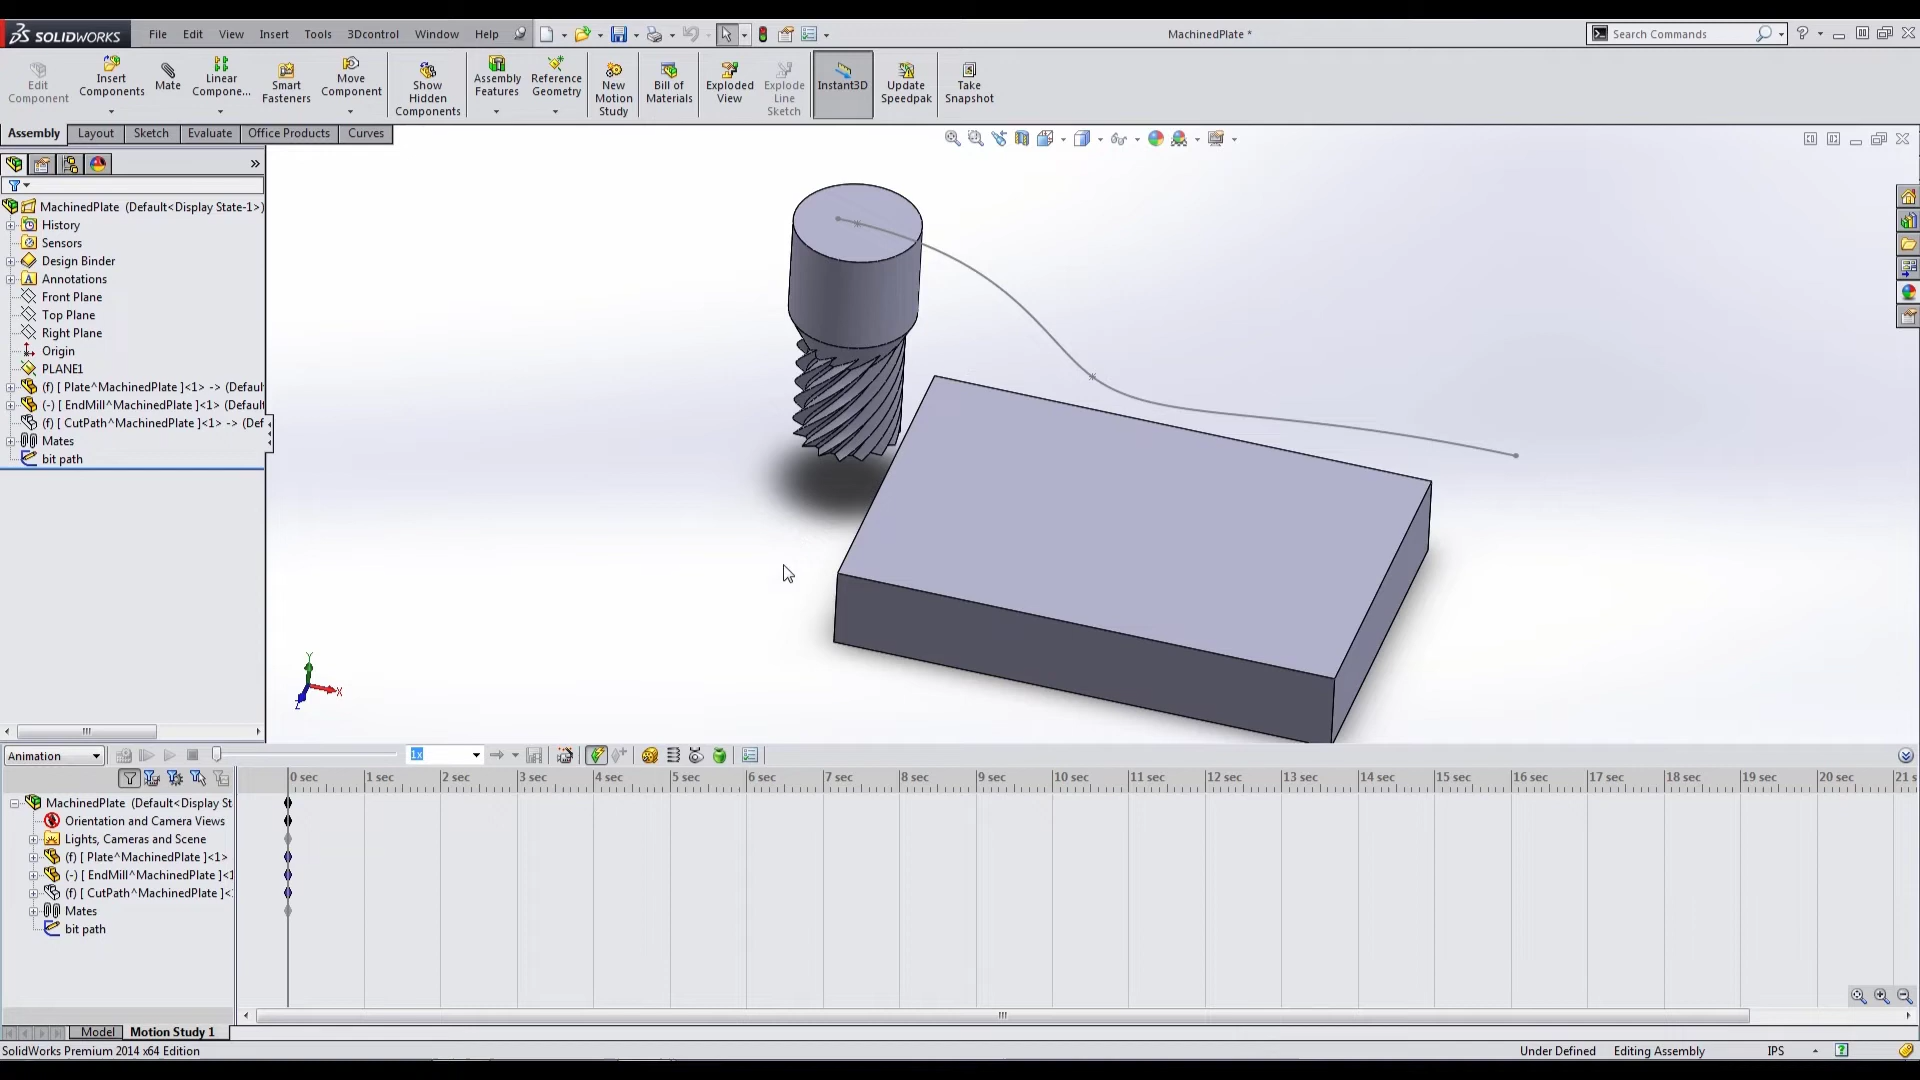 SOLIDWORKS File Edit View Insert Tools 3Dcontrol Window Help MachinedPlate * Search Commands
Edit Component
Insert Components
Mate
Linear Compone...
Smart Fasteners
Move Component
Show Hidden Components
Assembly Features
Reference Geometry
New Motion Study
Bill of Materials
Exploded View
Explode Line Sketch
Instant3D
Update Speedpak
Take Snapshot
Assembly Layout Sketch Evaluate Office Products Curves
MachinedPlate (Default<Display State-1>)
History
Sensors
Design Binder
Annotations
Front Plane
Top Plane
Right Plane
Origin
PLANE1
(f) [ Plate^MachinedPlate ]<1> -> (Defaul
(-) [ EndMill^MachinedPlate ]<1> (Default
(f) [ CutPath^MachinedPlate ]<1> -> (Def
Mates
bit path
Y
X
Z
Animation 1x
0 sec 1 sec 2 sec 3 sec 4 sec 5 sec 6 sec 7 sec 8 sec 9 sec 10 sec 11 sec 12 sec 13 sec 14 sec 15 sec 16 sec 17 sec 18 sec 19 sec 20 sec 21 s
MachinedPlate (Default<Display St
Orientation and Camera Views
Lights, Cameras and Scene
(f) [ Plate^MachinedPlate ]<1>
(-) [ EndMill^MachinedPlate ]<1
(f) [ CutPath^MachinedPlate ]<
Mates
bit path
Model Motion Study 1
SolidWorks Premium 2014 x64 Edition Under Defined Editing Assembly IPS